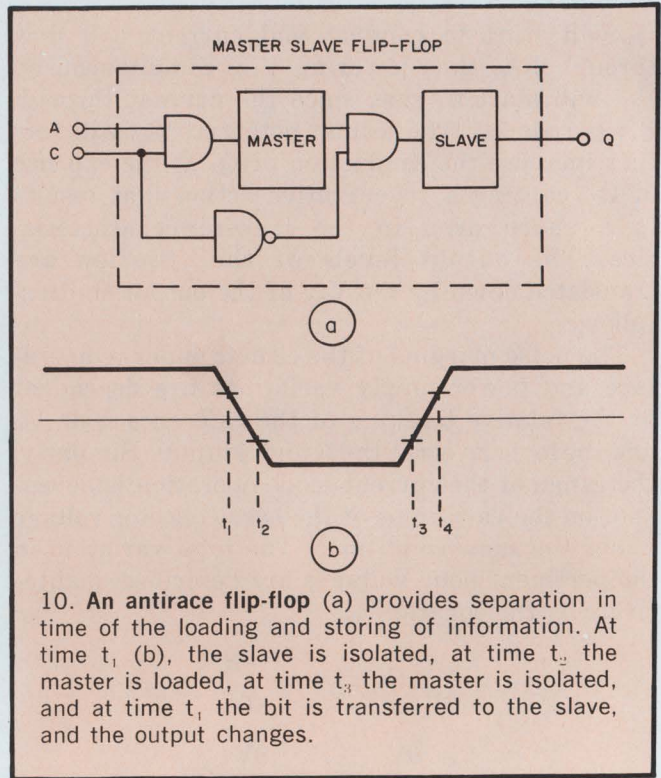 MASTER SLAVE FLIP-FLOP
A
C
MASTER
SLAVE
Q
a
t₁ t₂ t₃ t₄
b
10. An antirace flip-flop (a) provides separation in
time of the loading and storing of information. At
time t₁ (b), the slave is isolated, at time t₂ the
master is loaded, at time t₃ the master is isolated,
and at time t₁ the bit is transferred to the slave,
and the output changes.